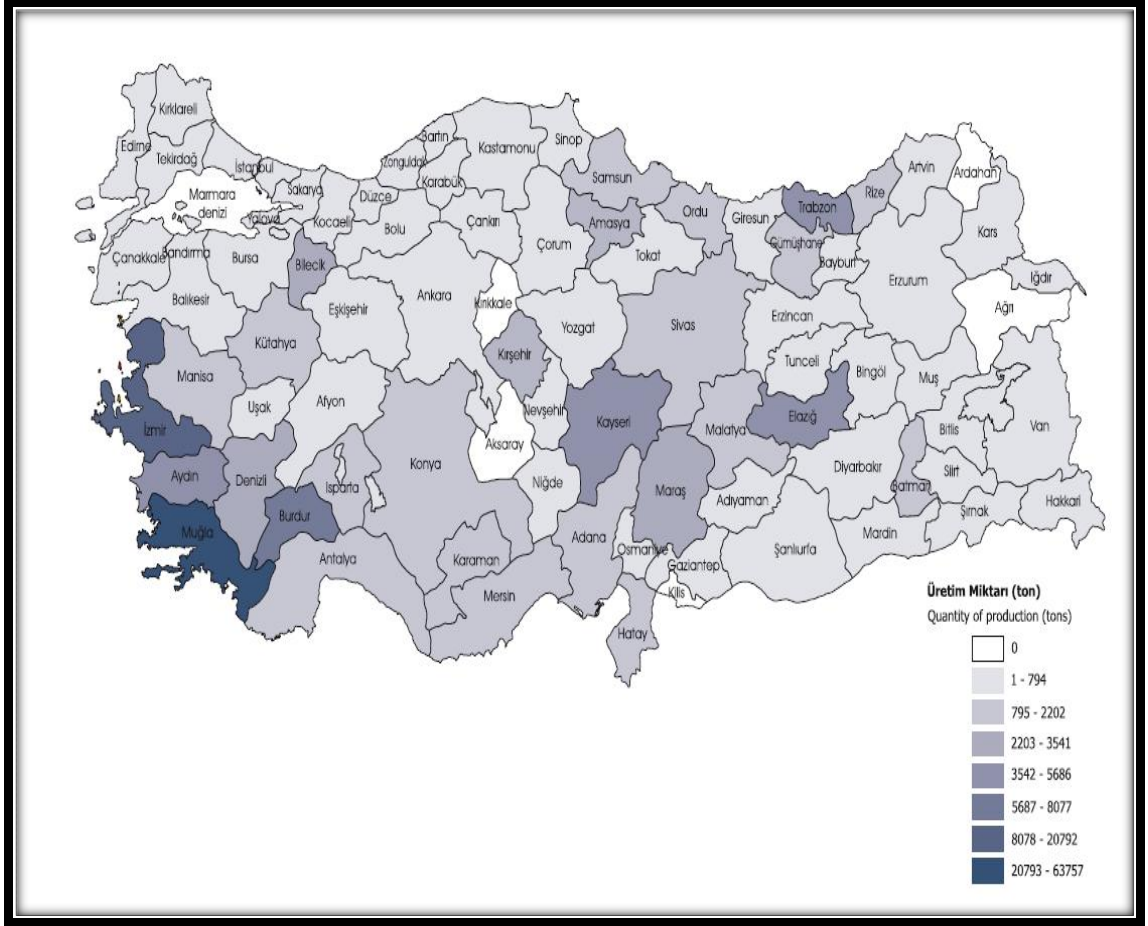 Kırklareli
Edirne
Tekirdağ
İstanbul
Marmara
denizi
Yalova
Sakarya
Kocaeli
Düzce
Bolu
Zonguldak
Bartın
Karabük
Kastamonu
Çankırı
Sinop
Samsun
Amasya
Çorum
Tokat
Ordu
Giresun
Trabzon
Gümüşhane
Bayburt
Rize
Artvin
Ardahan
Kars
Iğdır
Ağrı
Erzurum
Erzincan
Çanakkale
Bandırma
Bursa
Balıkesir
Bilecik
Eskişehir
Ankara
Kırıkkale
Yozgat
Sivas
Kütahya
Manisa
Uşak
Afyon
Kırşehir
Nevşehir
Kayseri
Tunceli
Bingöl
Muş
Elazığ
Malatya
Bitlis
Van
İzmir
Aydın
Denizli
Isparta
Burdur
Muğla
Antalya
Konya
Aksaray
Niğde
Karaman
Mersin
Adana
Maraş
Osmaniye
Gaziantep
Kilis
Hatay
Adıyaman
Şanlıurfa
Diyarbakır
Batman
Siirt
Mardin
Şırnak
Hakkari
Üretim Miktarı (ton)
Quantity of production (tons)
0
1 - 794
795 - 2202
2203 - 3541
3542 - 5686
5687 - 8077
8078 - 20792
20793 - 63757